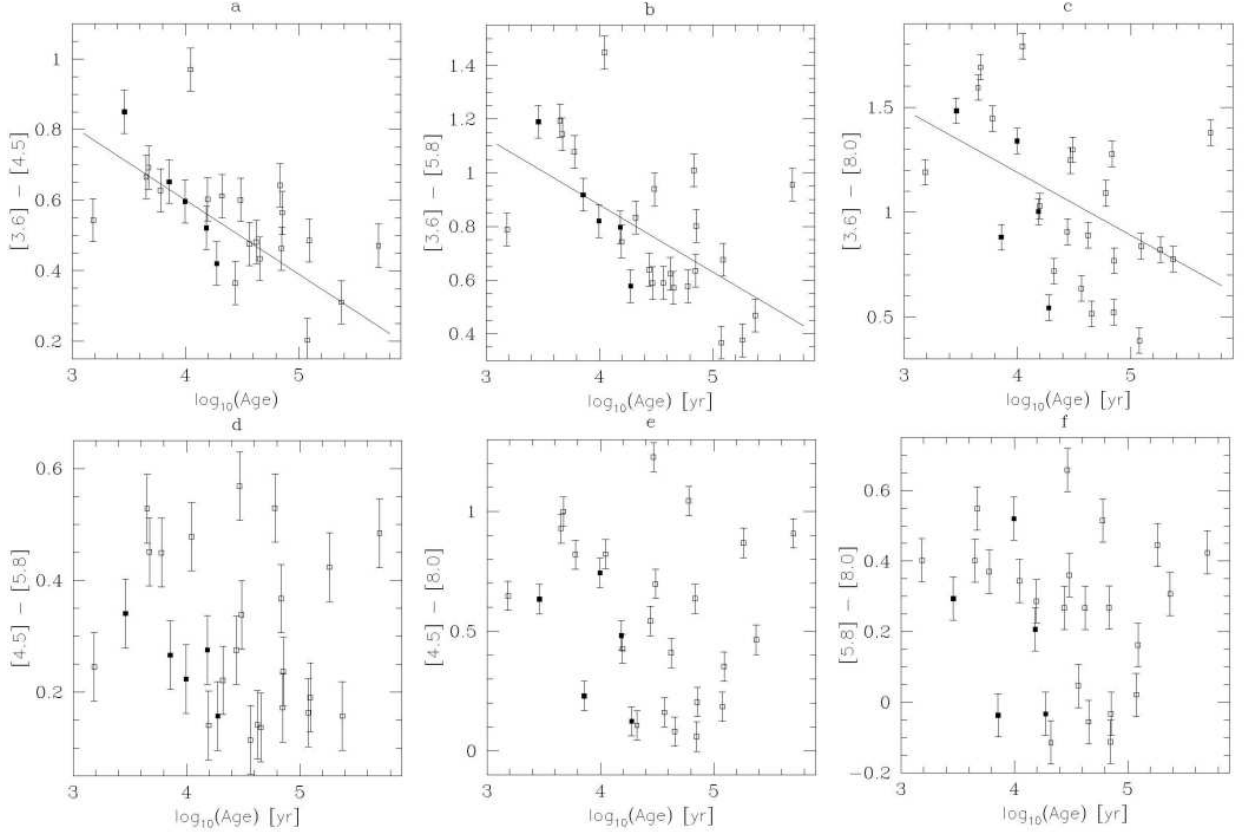 a
1
0.8
0.6
0.4
0.2
[3.6] − [4.5]
3 4 5
log10(Age)
b
1.4
1.2
1
0.8
0.6
0.4
[3.6] − [5.8]
3 4 5
log10(Age) [yr]
c
1.5
1
0.5
[3.6] − [8.0]
3 4 5
log10(Age) [yr]
d
0.6
0.4
0.2
[4.5] − [5.8]
3 4 5
log10(Age) [yr]
e
1
0.5
0
[4.5] − [8.0]
3 4 5
log10(Age) [yr]
f
0.6
0.4
0.2
0
−0.2
[5.8] − [8.0]
3 4 5
log10(Age) [yr]